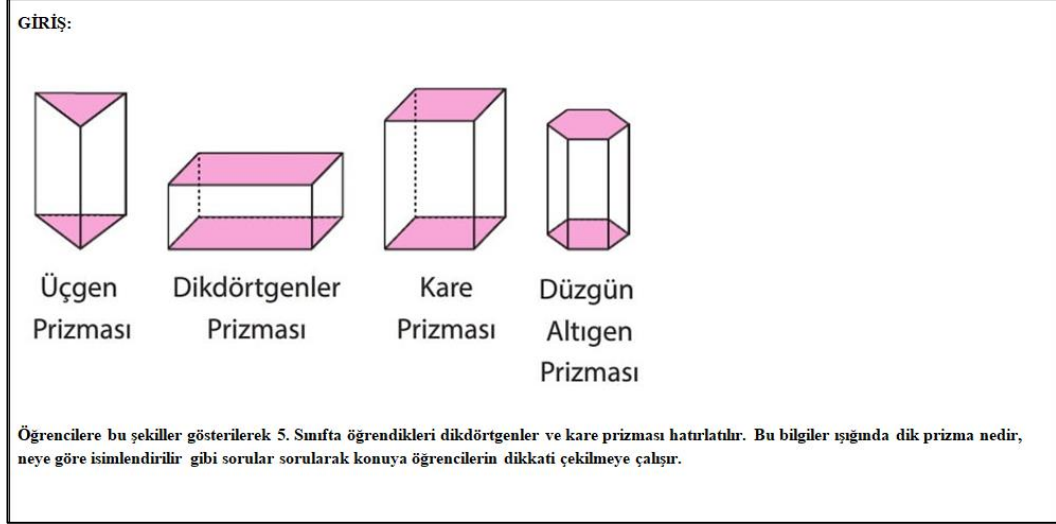 GİRİŞ:
Üçgen
Prizması
Dikdörtgenler
Prizması
Kare
Prizması
Düzgün
Altıgen
Prizması
Öğrencilere bu şekiller gösterilerek 5. Sınıfta öğrendikleri dikdörtgenler ve kare prizması hatırlatılır. Bu bilgiler ışığında dik prizma nedir,
neye göre isimlendirilir gibi sorular sorularak konuya öğrencilerin dikkati çekilmeye çalışır.